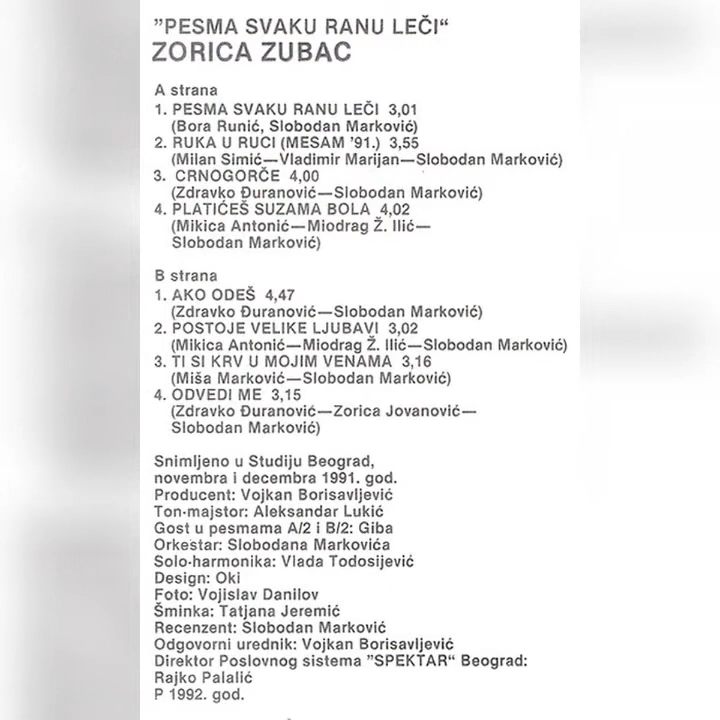 ”PESMA SVAKU RANU LEČI“
ZORICA ZUBAC
A strana
1. PESMA SVAKU RANU LEČI 3,01
(Bora Runić, Slobodan Marković)
2. RUKA U RUCI (MESAM '91.) 3,55
(Milan Simić—Vladimir Marijan—Slobodan Marković)
3. CRNOGORČE 4,00
(Zdravko Đuranović—Slobodan Marković)
4. PLATIĆEŠ SUZAMA BOLA 4,02
(Mikica Antonić—Miodrag Ž. Ilić—
Slobodan Marković)
B strana
1. AKO ODEŠ 4,47
(Zdravko Đuranović—Slobodan Marković)
2. POSTOJE VELIKE LJUBAVI 3,02
(Mikica Antonić—Miodrag Ž. Ilić—Slobodan Marković)
3. TI SI KRV U MOJIM VENAMA 3,16
(Miša Marković—Slobodan Marković)
4. ODVEDI ME 3,15
(Zdravko Đuranović—Zorica Jovanović—
Slobodan Marković)
Snimljeno u Studiju Beograd,
novembra i decembra 1991. god.
Producent: Vojkan Borisavljević
Ton-majstor: Aleksandar Lukić
Gost u pesmama A/2 i B/2: Giba
Orkestar: Slobodana Markovića
Solo-harmonika: Vlada Todosijević
Design: Oki
Foto: Vojislav Danilov
Šminka: Tatjana Jeremić
Recenzent: Slobodan Marković
Odgovorni urednik: Vojkan Borisavljević
Direktor Poslovnog sistema ”SPEKTAR“ Beograd:
Rajko Palalić
P 1992. god.